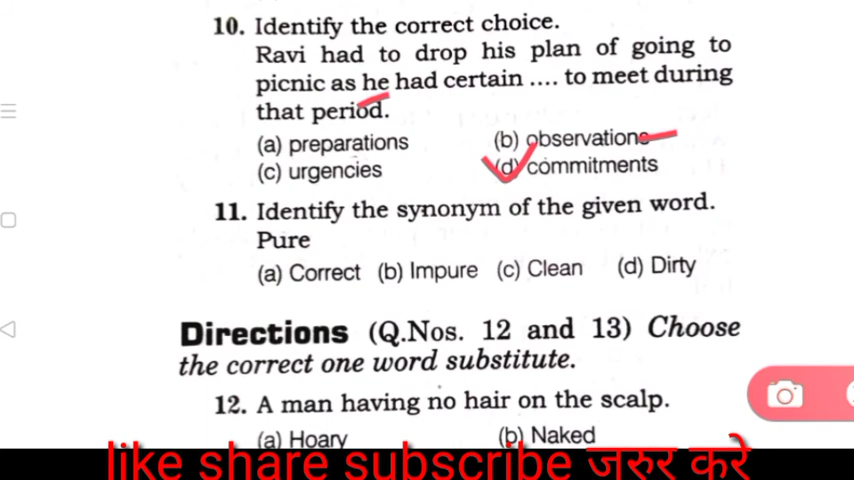 10. Identify the correct choice.
Ravi had to drop his plan of going to
picnic as he had certain .... to meet during
that period.
(a) preparations (b) observations
(c) urgencies (d) commitments
11. Identify the synonym of the given word.
Pure
(a) Correct (b) Impure (c) Clean (d) Dirty
Directions (Q.Nos. 12 and 13) Choose
the correct one word substitute.
12. A man having no hair on the scalp.
(a) Hoary (b) Naked
like share subscribe जरुर करे